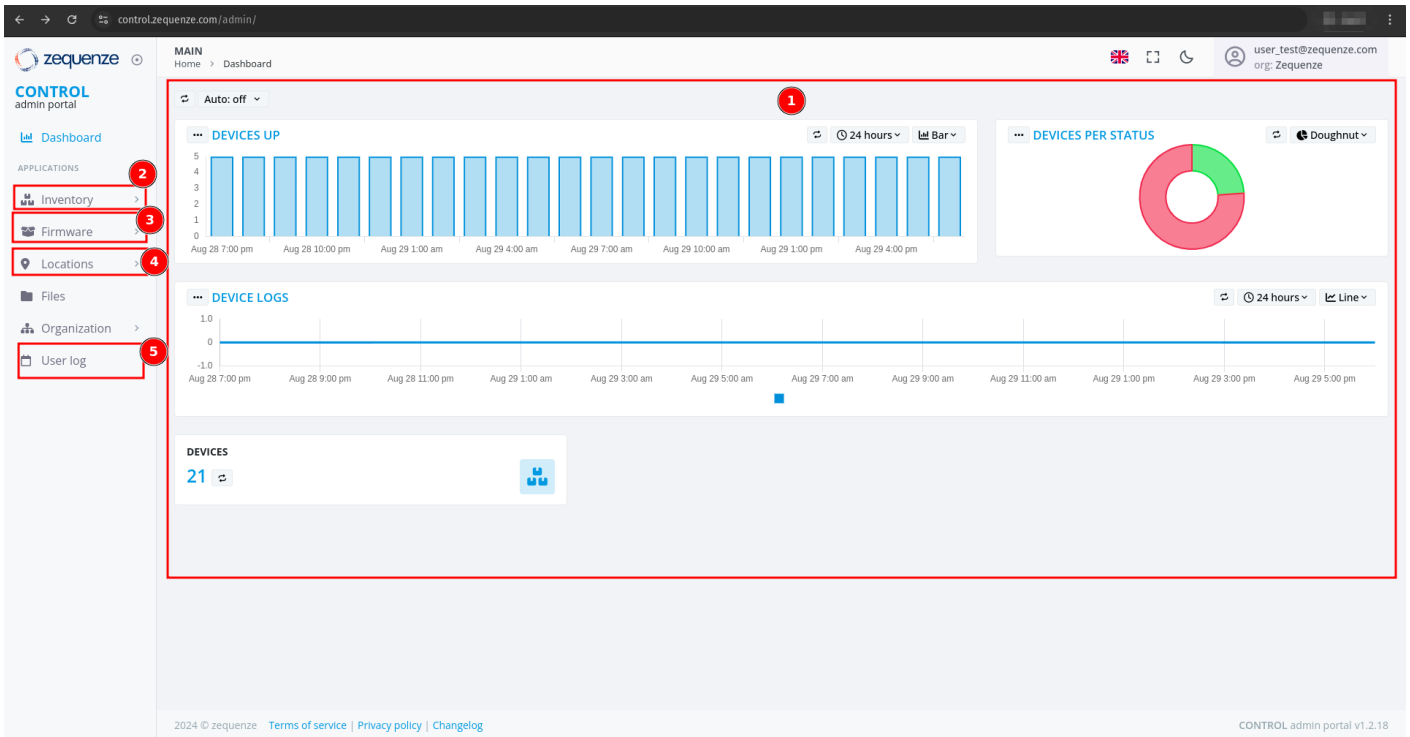 control.zequenze.com/admin/
zequenze
CONTROL
admin portal
Dashboard
APPLICATIONS
2
Inventory
3
Firmware
4
Locations
Files
Organization
5
User log
MAIN
Home > Dashboard
user_test@zequenze.com
org: Zequenze
Auto: off
1
DEVICES UP
24 hours
Bar
5
4
3
2
1
0
Aug 28 7:00 pm Aug 28 10:00 pm Aug 29 1:00 am Aug 29 4:00 am Aug 29 7:00 am Aug 29 10:00 am Aug 29 1:00 pm Aug 29 4:00 pm
DEVICES PER STATUS
Doughnut
DEVICE LOGS
24 hours
Line
1.0
0
-1.0
Aug 28 7:00 pm Aug 28 9:00 pm Aug 28 11:00 pm Aug 29 1:00 am Aug 29 3:00 am Aug 29 5:00 am Aug 29 7:00 am Aug 29 9:00 am Aug 29 11:00 am Aug 29 1:00 pm Aug 29 3:00 pm Aug 29 5:00 pm
DEVICES
21
2024 © zequenze Terms of service | Privacy policy | Changelog
CONTROL admin portal v1.2.18